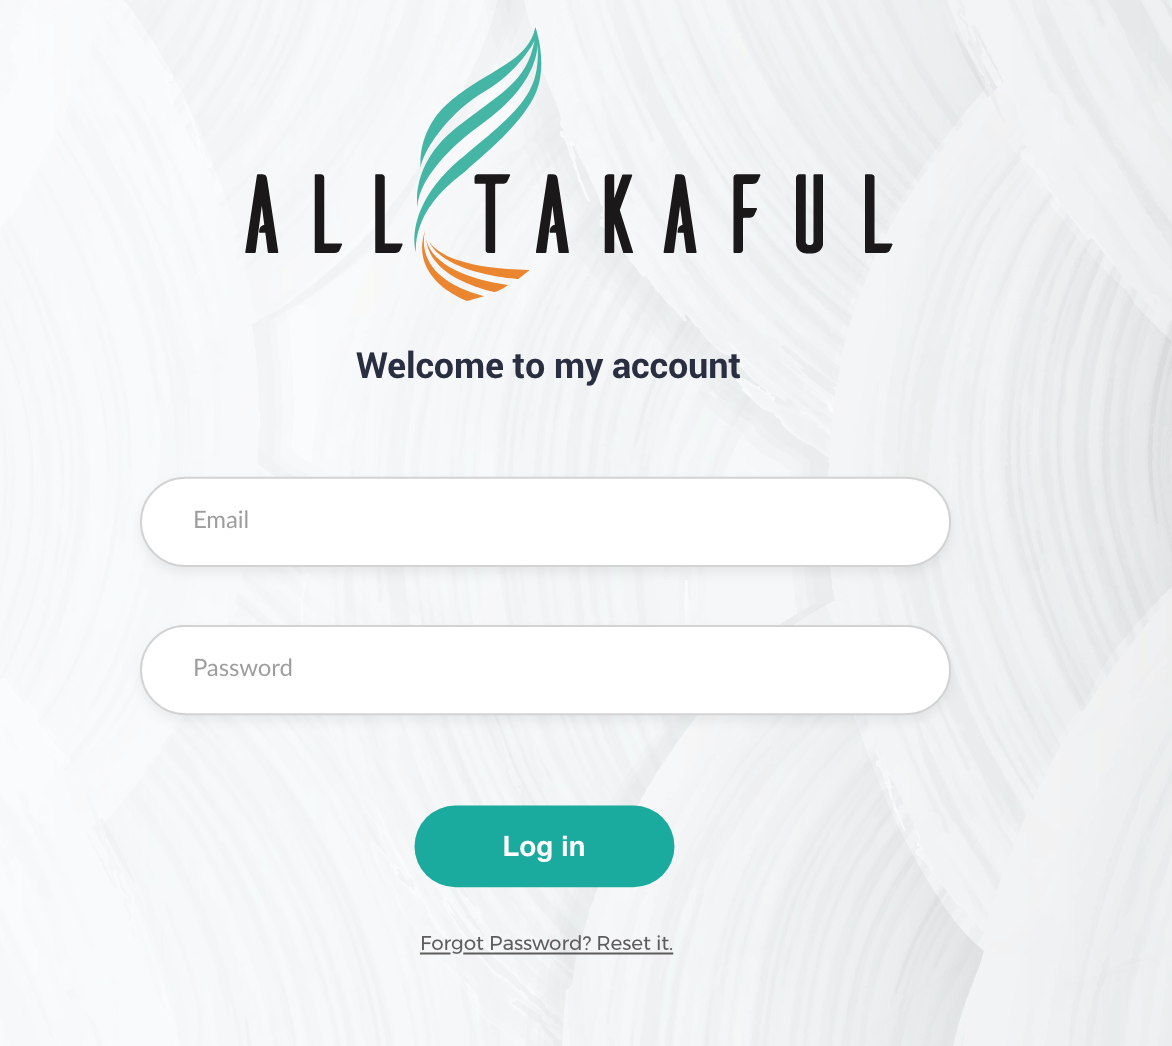 ALL TAKAFUL
Welcome to my account
Email
Password
Log in
Forgot Password? Reset it.